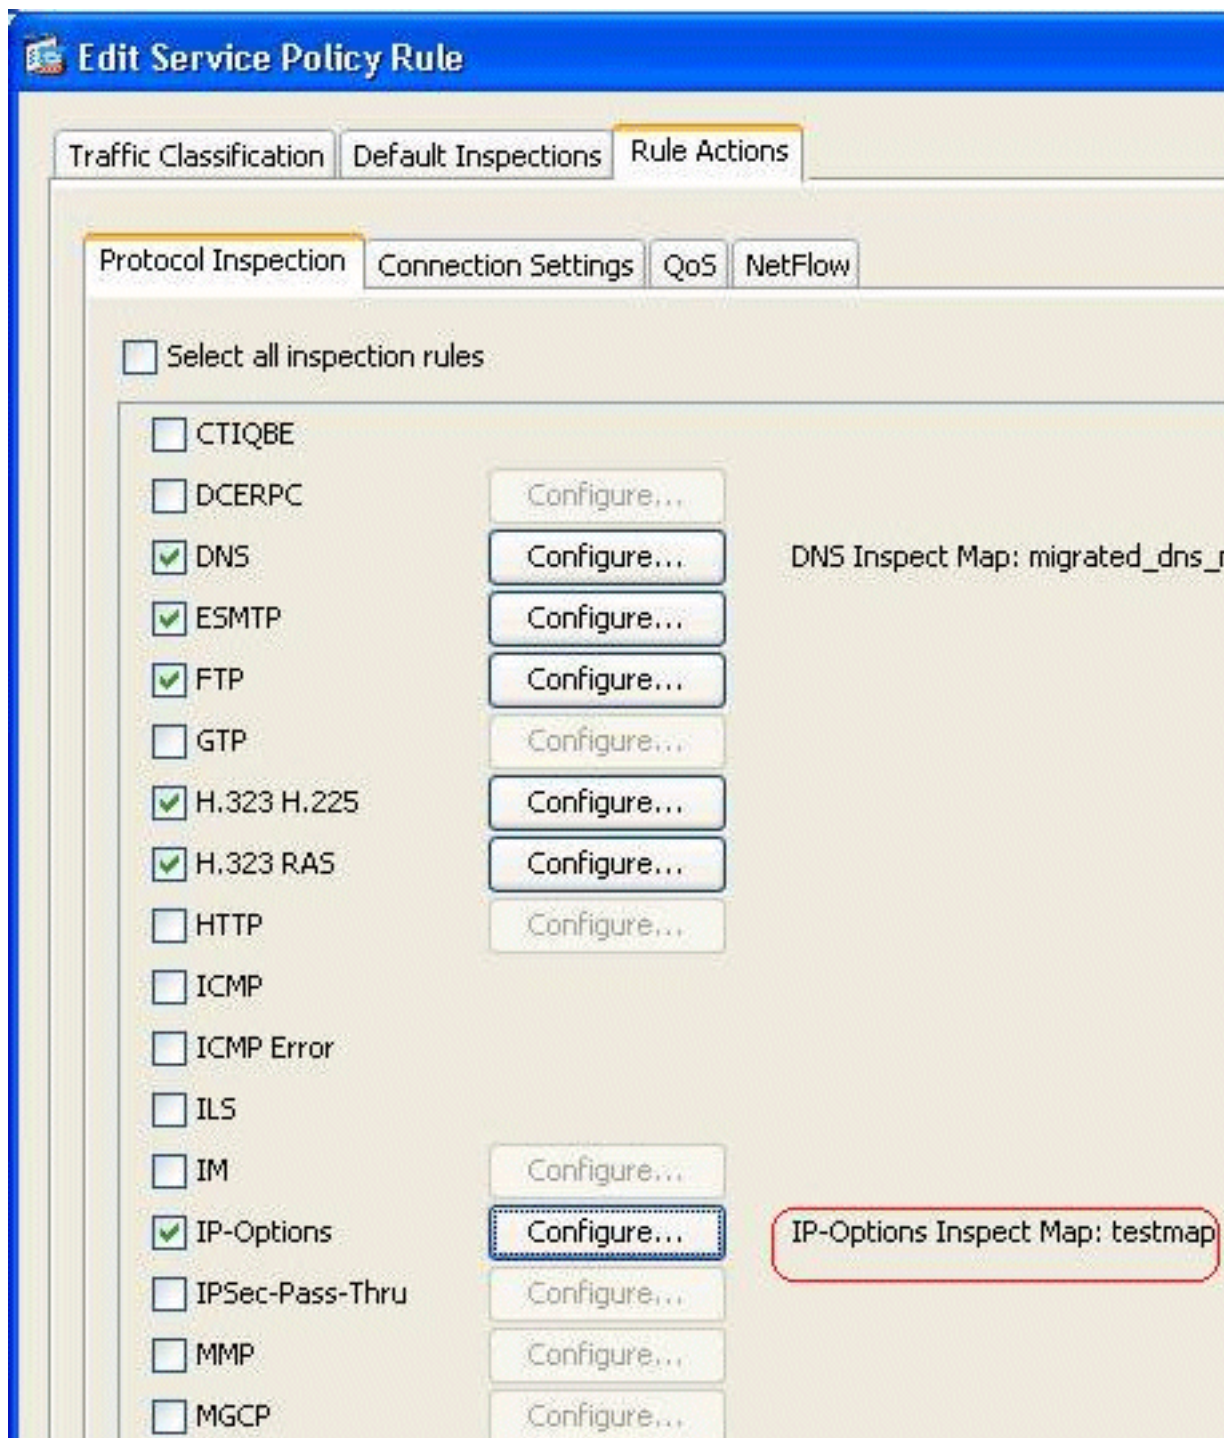 Edit Service Policy Rule
Traffic Classification Default Inspections Rule Actions
Protocol Inspection Connection Settings QoS NetFlow
Select all inspection rules
CTIQBE
DCERPC Configure...
DNS Configure... DNS Inspect Map: migrated_dns_
ESMTP Configure...
FTP Configure...
GTP Configure...
H.323 H.225 Configure...
H.323 RAS Configure...
HTTP Configure...
ICMP
ICMP Error
ILS
IM Configure...
IP-Options Configure... IP-Options Inspect Map: testmap
IPSec-Pass-Thru Configure...
MMP Configure...
MGCP Configure...